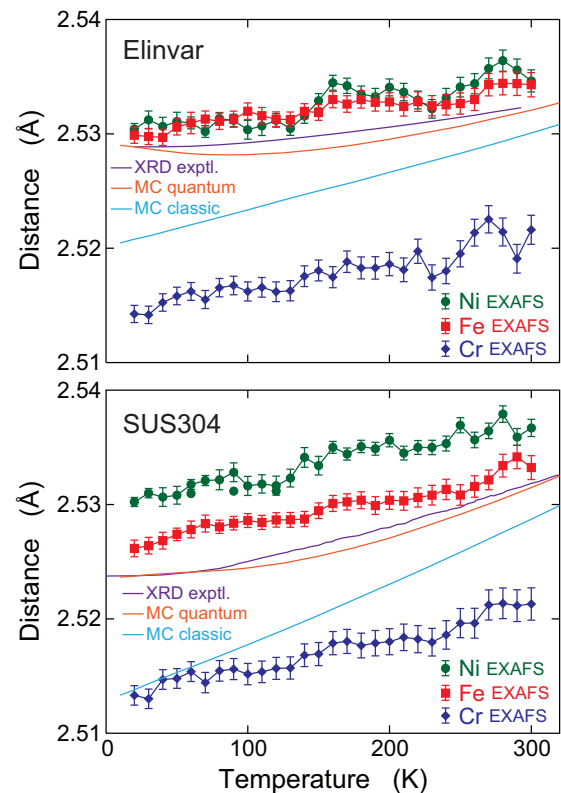 2.54
Elinvar
2.53
XRD exptl.
MC quantum
MC classic
2.52
Ni EXAFS
Fe EXAFS
Cr EXAFS
2.51
Distance (Å)
2.54
SUS304
2.53
XRD exptl.
MC quantum
MC classic
2.52
Ni EXAFS
Fe EXAFS
Cr EXAFS
2.51
Distance (Å)
0 100 200 300
Temperature (K)